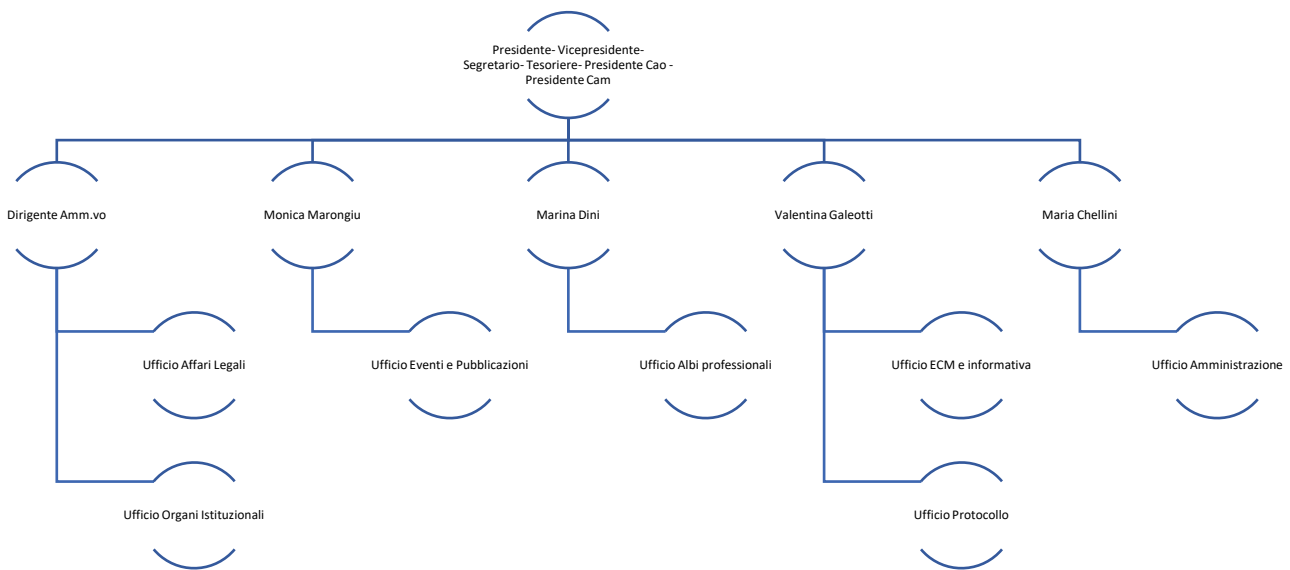 Presidente- Vicepresidente-
Segretario- Tesoriere- Presidente Cao -
Presidente Cam
Dirigente Amm.vo
Monica Marongiu
Marina Dini
Valentina Galeotti
Maria Chellini
Ufficio Affari Legali
Ufficio Eventi e Pubblicazioni
Ufficio Albi professionali
Ufficio ECM e informativa
Ufficio Amministrazione
Ufficio Organi Istituzionali
Ufficio Protocollo